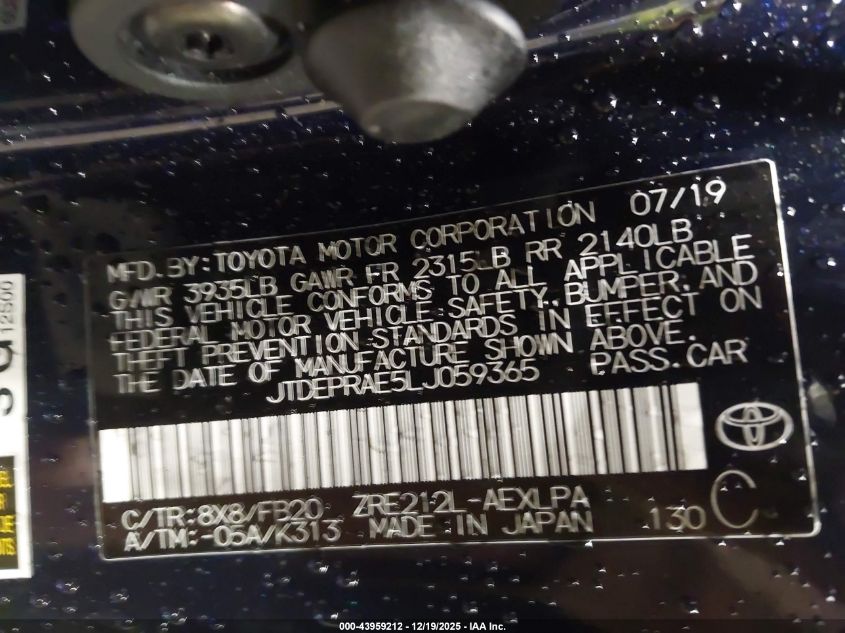 07/19
MFD. BY: TOYOTA MOTOR CORPORATION
GVWR 3935LB GAWR FR 2315LB RR 2140LB
THIS VEHICLE CONFORMS TO ALL APPLICABLE
FEDERAL MOTOR VEHICLE SAFETY, BUMPER, AND
THEFT PREVENTION STANDARDS IN EFFECT ON
THE DATE OF MANUFACTURE SHOWN ABOVE.
JTDEPRAE5LJ059365 PASS.CAR
C/TR:8X8/FB20 ZRE212L-AEXLPA
A/TM:-05A/K313 MADE IN JAPAN 130 C
12S00
000-43959212 - 12/19/2025 - IAA Inc.